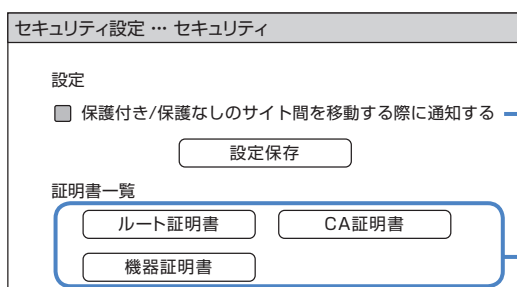 セキュリティ設定 … セキュリティ
設定
保護付き/保護なしのサイト間を移動する際に通知する
設定保存
証明書一覧
ルート証明書 CA証明書
機器証明書